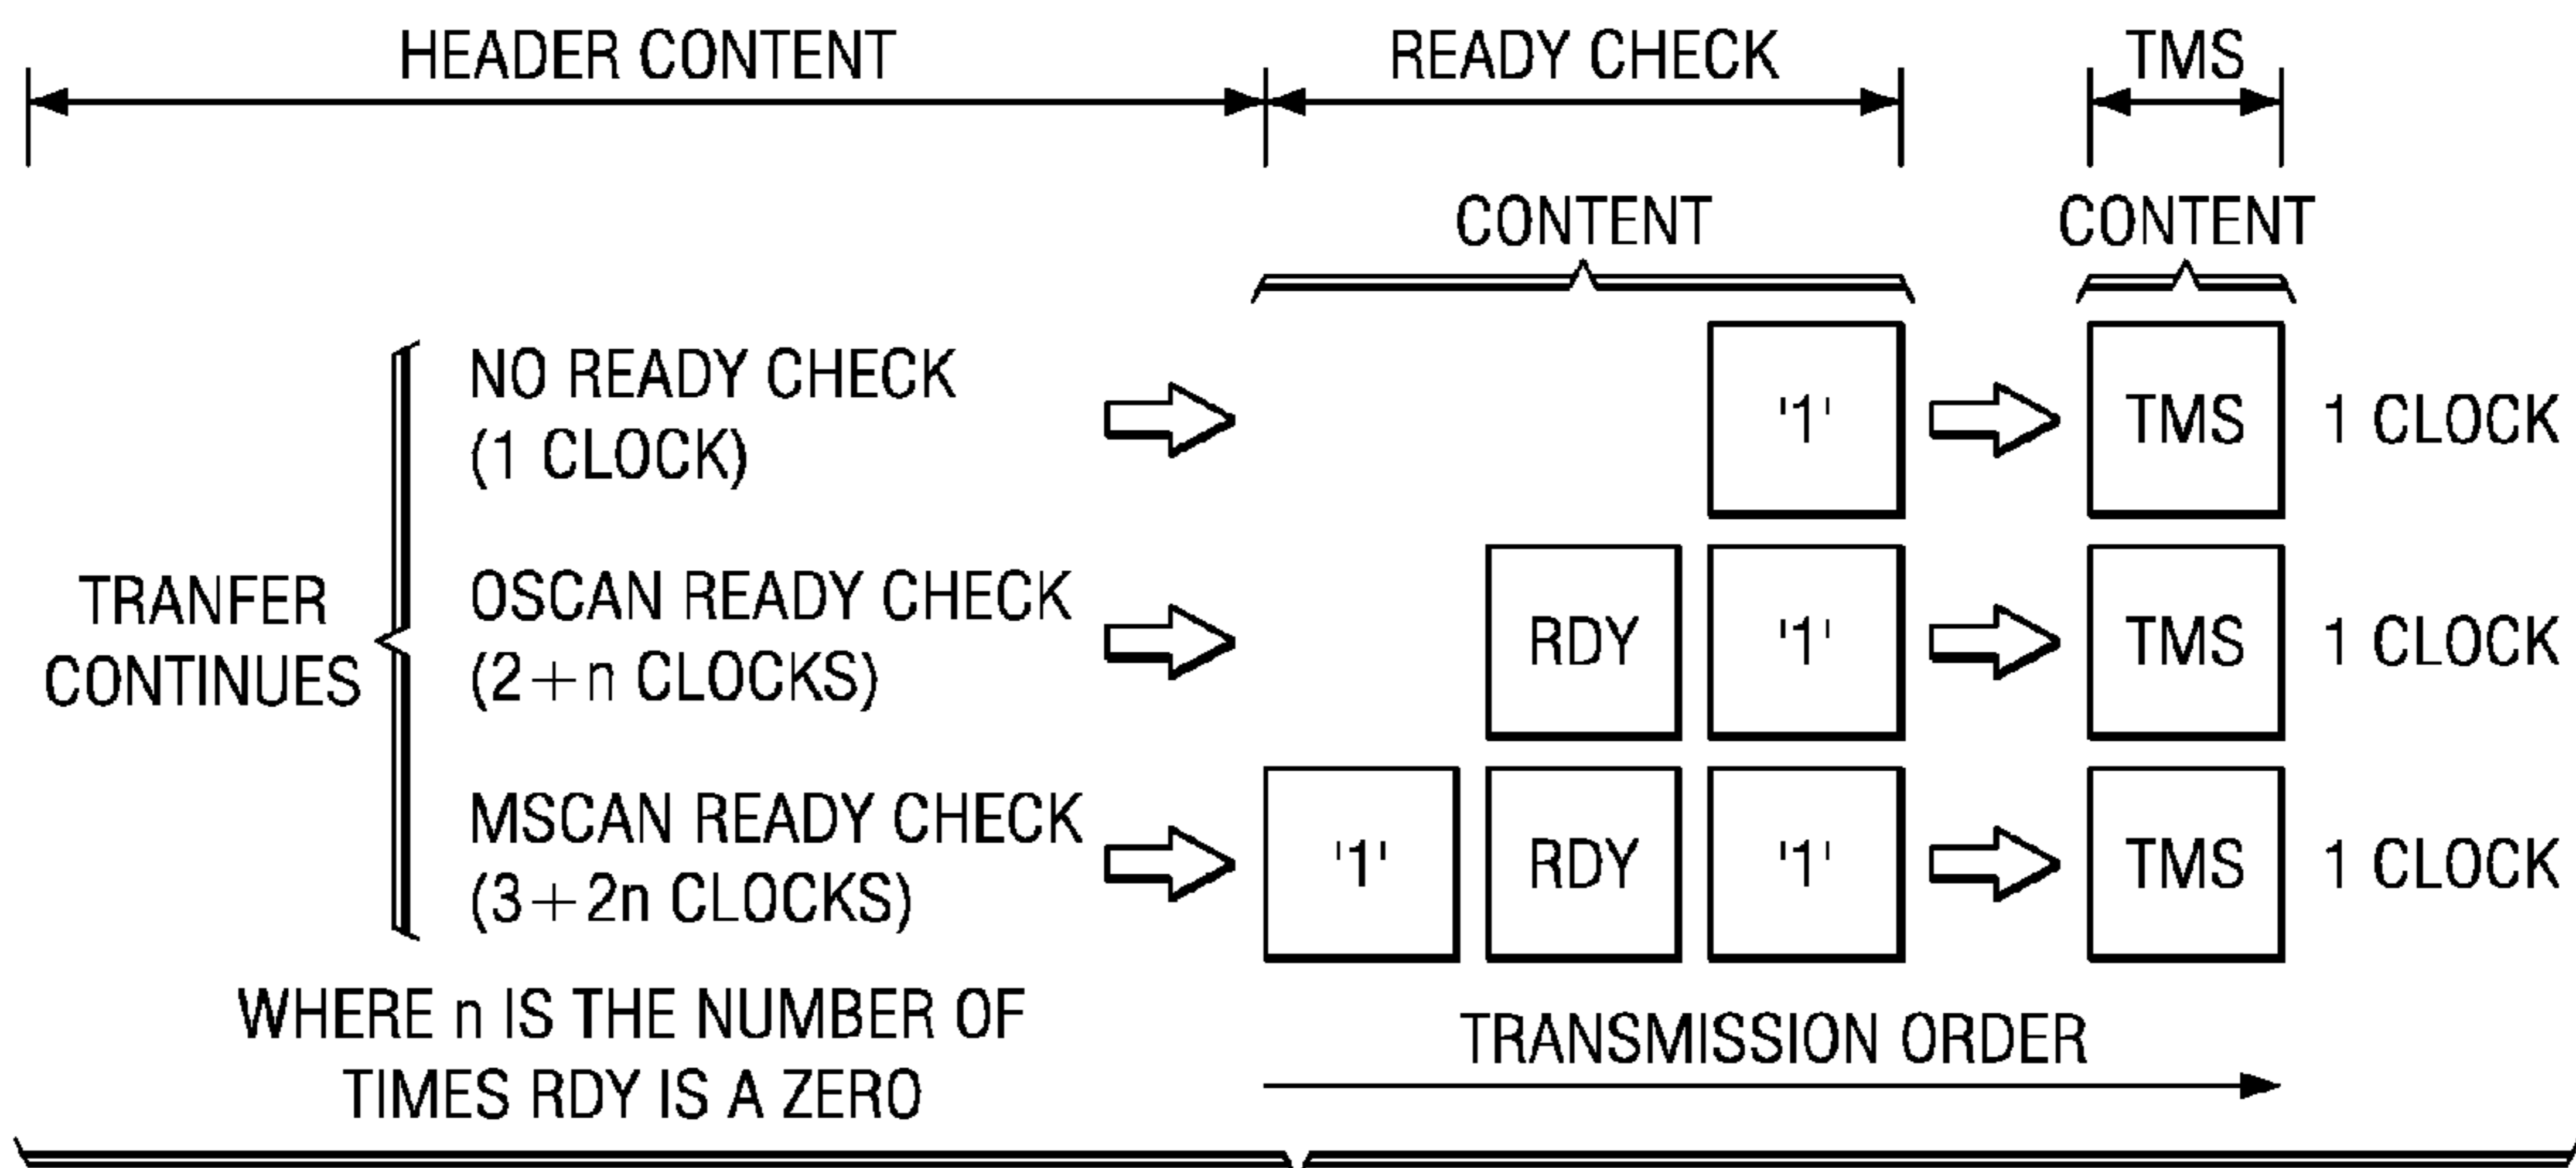 HEADER CONTENT
READY CHECK
TMS
CONTENT
CONTENT
NO READY CHECK
(1 CLOCK)
'1'
TMS
1 CLOCK
TRANFER
CONTINUES
OSCAN READY CHECK
(2+n CLOCKS)
RDY
'1'
TMS
1 CLOCK
MSCAN READY CHECK
(3+2n CLOCKS)
'1'
RDY
'1'
TMS
1 CLOCK
WHERE n IS THE NUMBER OF
TIMES RDY IS A ZERO
TRANSMISSION ORDER